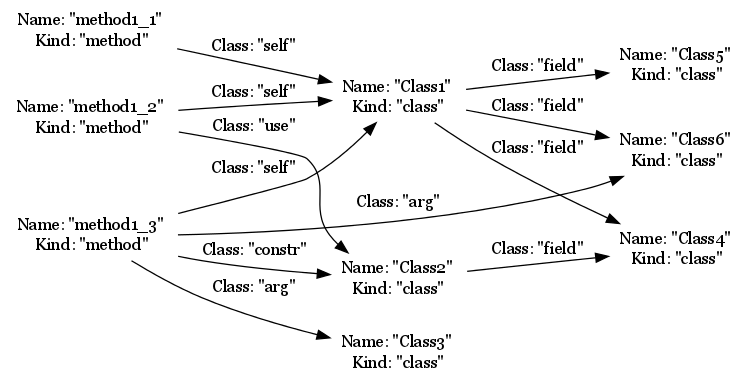 Name: "method1_1"
Kind: "method"
Class: "self"
Name: "Class5"
Kind: "class"
Class: "field"
Name: "Class1"
Kind: "class"
Class: "self"
Name: "method1_2"
Kind: "method"
Class: "field"
Class: "use"
Name: "Class6"
Kind: "class"
Class: "field"
Class: "self"
Class: "arg"
Name: "method1_3"
Kind: "method"
Name: "Class4"
Kind: "class"
Class: "constr"
Class: "field"
Name: "Class2"
Kind: "class"
Class: "arg"
Name: "Class3"
Kind: "class"